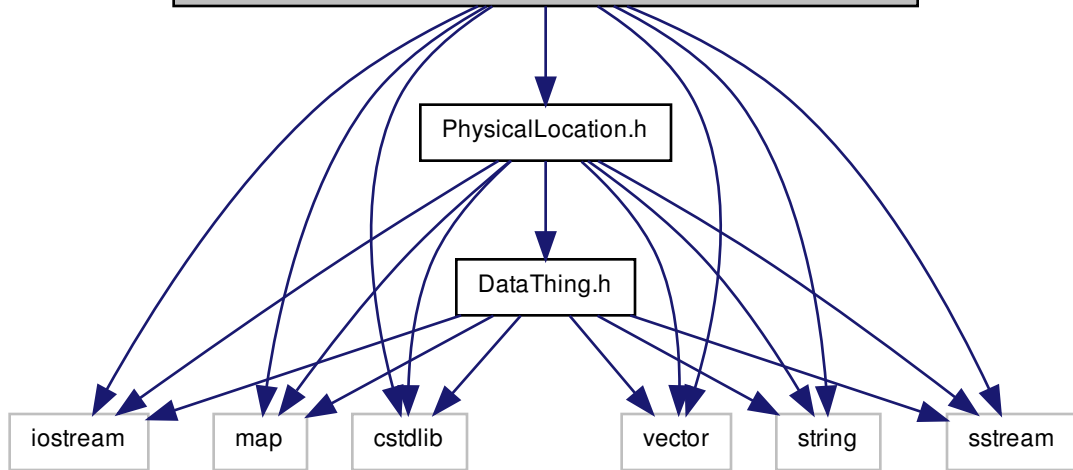 PhysicalLocation.h
DataThing.h
iostream map cstdlib vector string sstream